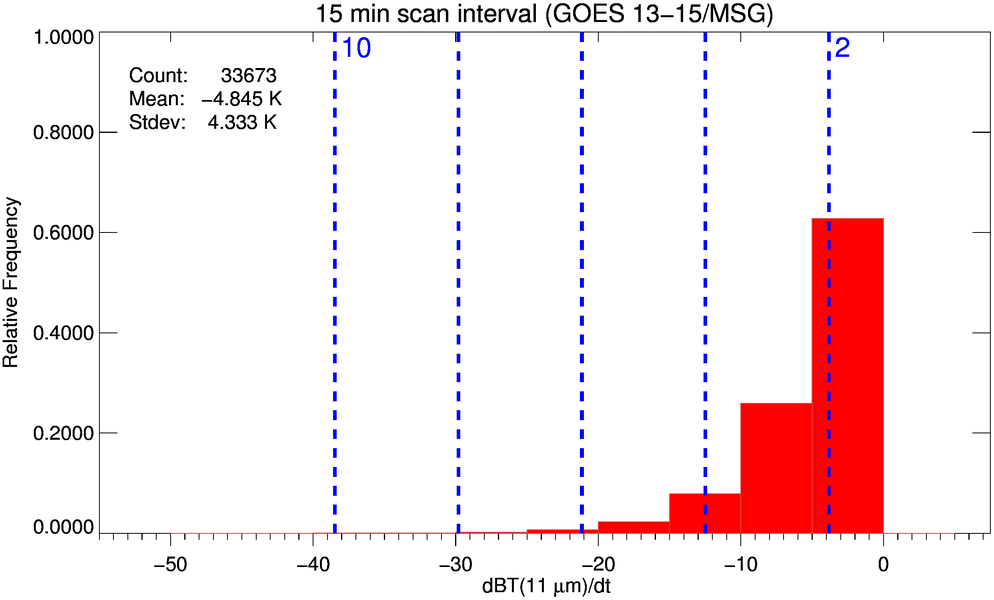 15 min scan interval (GOES 13−15/MSG)
1.0000
10
2
Count: 33673
Mean: −4.845 K
Stdev: 4.333 K
0.8000
0.6000
Relative Frequency
0.4000
0.2000
0.0000
−50 −40 −30 −20 −10 0
dBT(11 μm)/dt